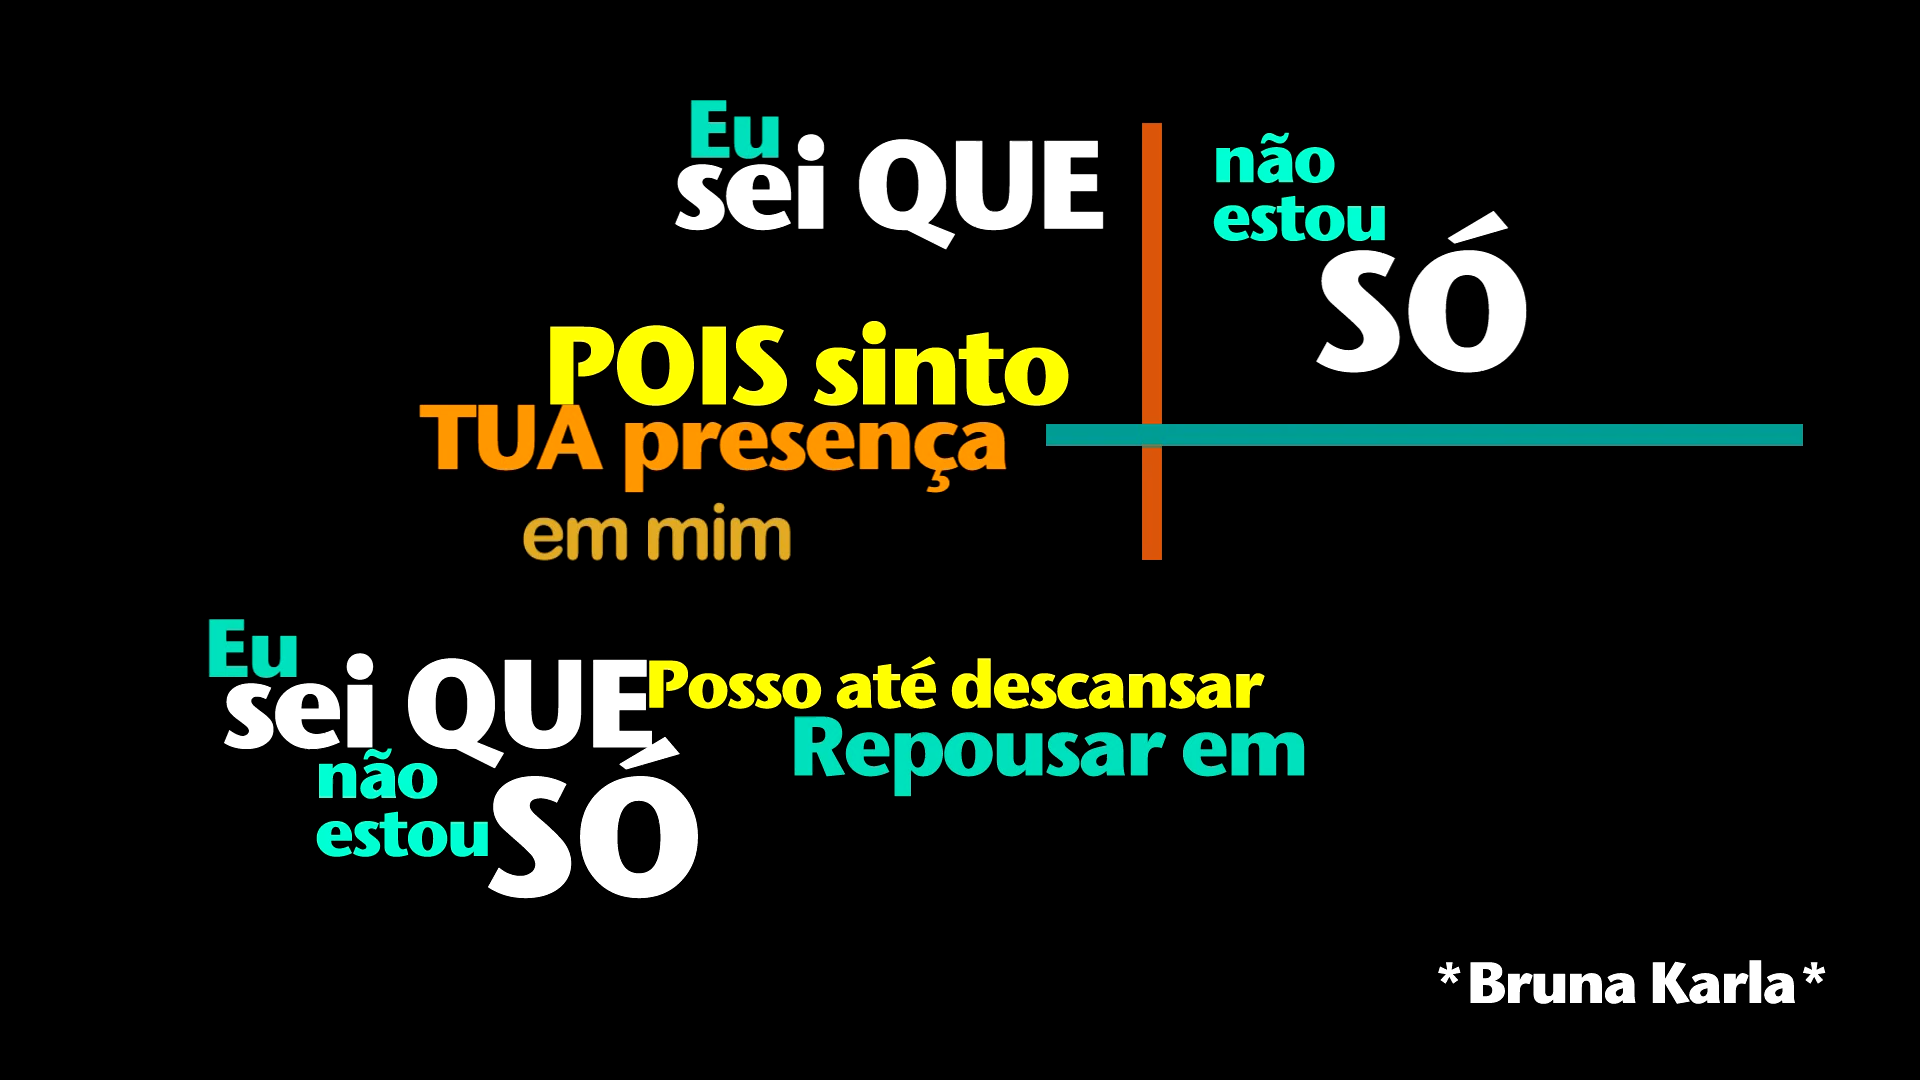 Eu
sei QUE
não
estou
SÓ
POIS sinto
TUA presença
em mim
Eu
sei QUE
não
estou
SÓ
Posso até descansar
Repousar em
*Bruna Karla*